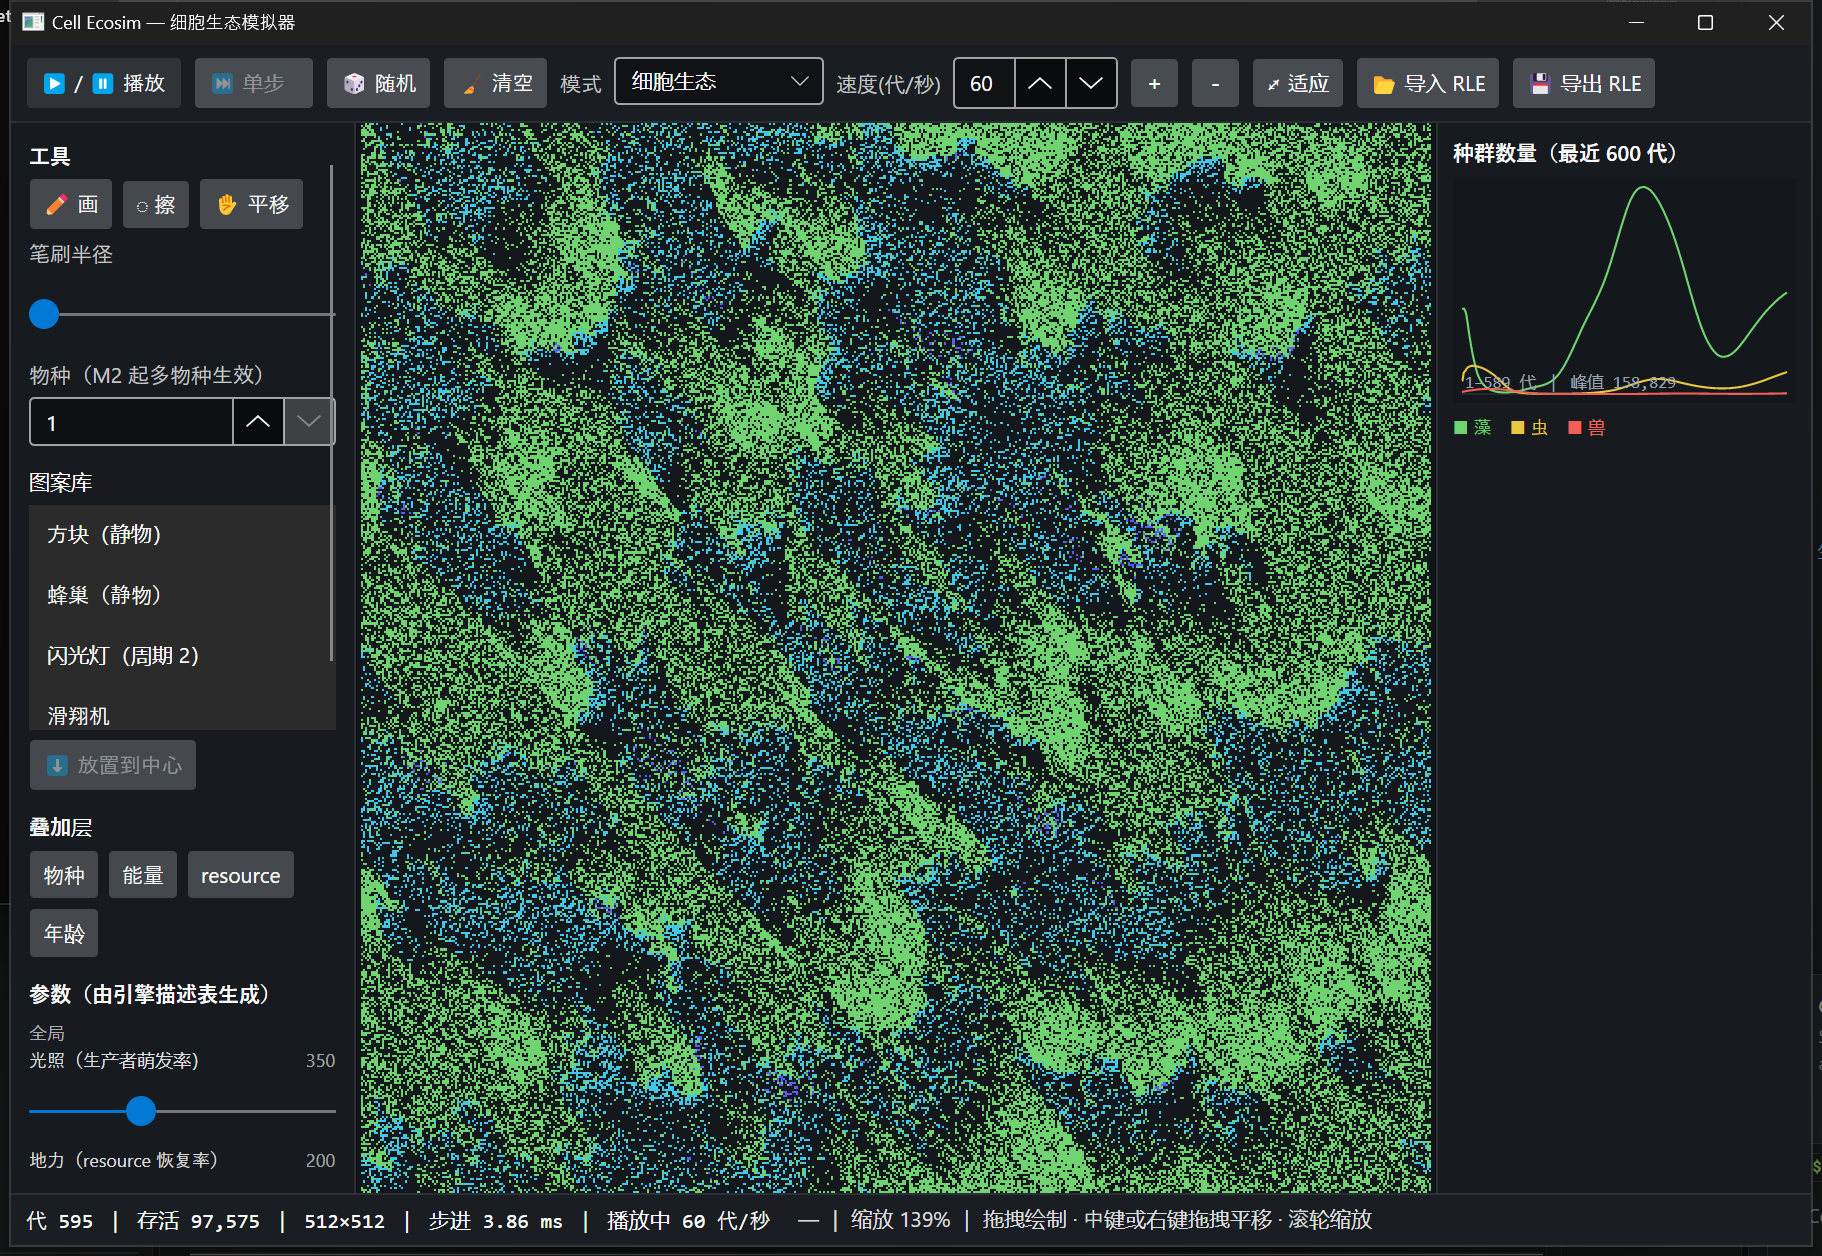 Cell Ecosim — 细胞生态模拟器
/ 播放 单步 随机 清空 模式 细胞生态 速度(代/秒) 60 + - 适应 导入 RLE 导出 RLE
工具
画 擦 平移
笔刷半径
物种（M2 起多物种生效）
1
图案库
方块（静物）
蜂巢（静物）
闪光灯（周期 2）
滑翔机
放置到中心
叠加层
物种 能量 resource
年龄
参数（由引擎描述表生成）
全局
光照（生产者萌发率） 350
地力（resource 恢复率） 200
种群数量（最近 600 代）
1–589 代 | 峰值 158,829
藻 虫 兽
代 595 | 存活 97,575 | 512×512 | 步进 3.86 ms | 播放中 60 代/秒 — | 缩放 139% | 拖拽绘制 · 中键或右键拖拽平移 · 滚轮缩放